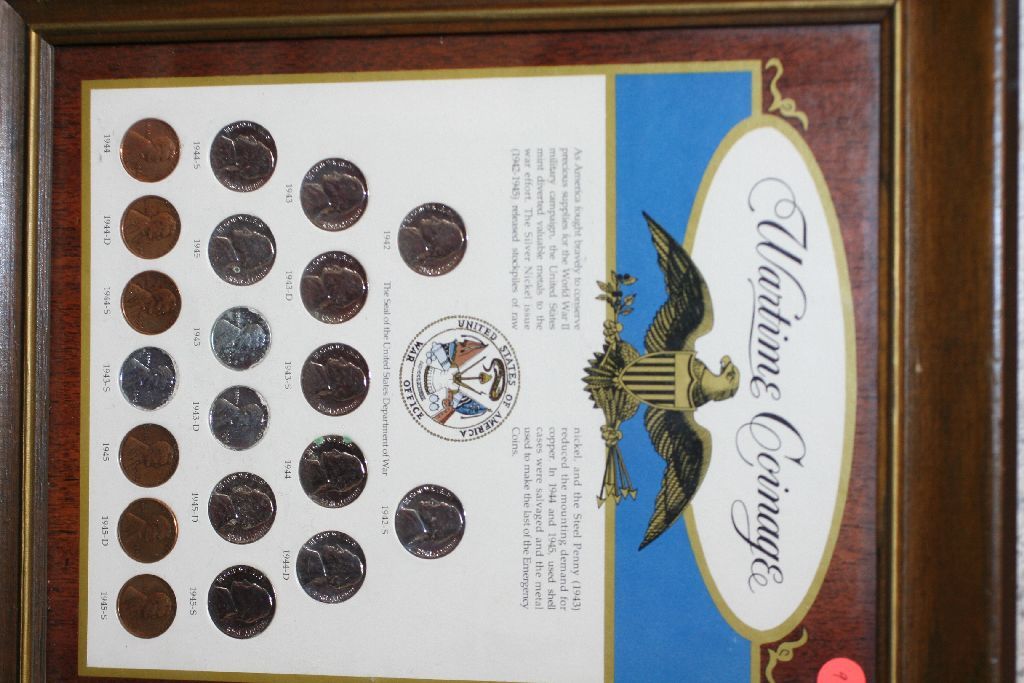 Wartime Coinage
As America fought bravely to conserve
precious supplies for the World War II
military campaign, the United States
mint diverted valuable metals to the
war effort. The Silver Nickel issue
(1942-1945) released stockpiles of raw
nickel, and the Steel Penny (1943)
reduced the mounting demand for
copper. In 1944 and 1945, used shell
cases were salvaged and the metal
used to make the last of the Emergency
Coins.
UNITED STATES OF AMERICA
WAR OFFICE
The Seal of the United States Department of War
1942
1942-S
1943
1943-D
1943-S
1944
1944-D
1944-S
1945
1943
1943-D
1945-D
1945-S
1944
1944-D
1944-S
1943-S
1945
1945-D
1945-S